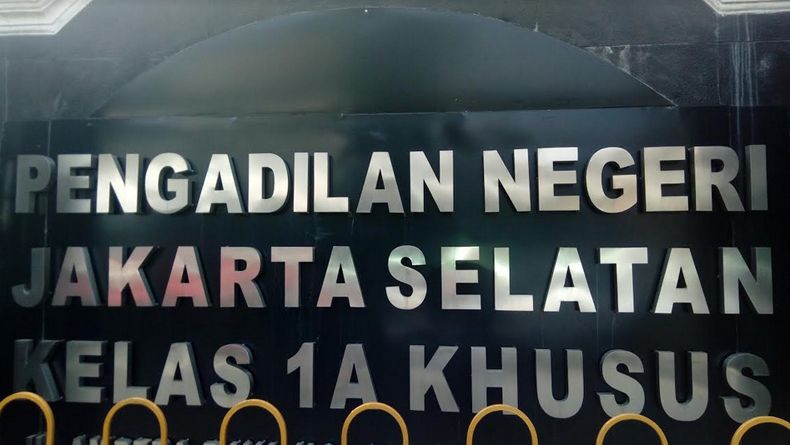 PENGADILAN NEGERI
JAKARTA SELATAN
KELAS 1A KHUSUS